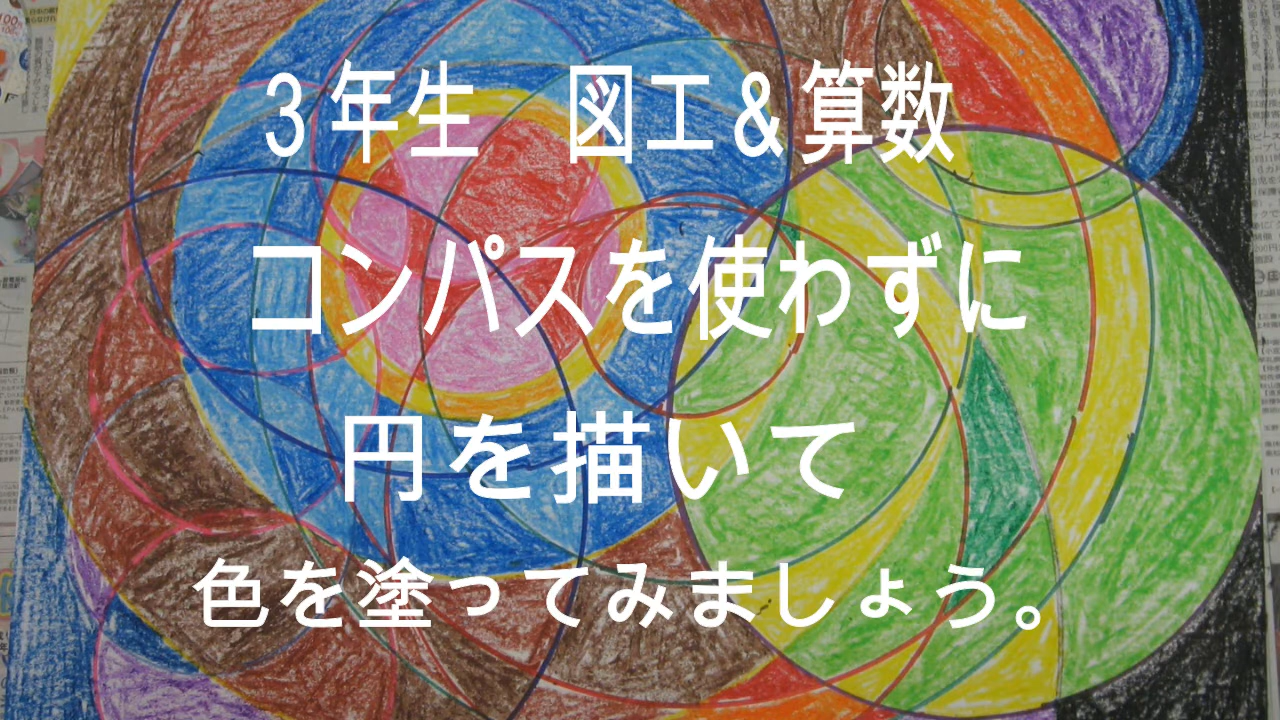 ３年生　図工＆算数
コンパスを使わずに
円を描いて
色を塗ってみましょう。